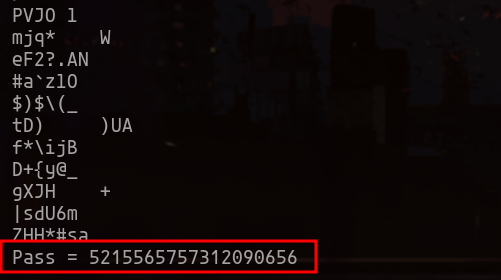 PVJO l
mjq*    W
eF2?.AN
#a`zlO
$)$\(_
tD)     )UA
f*\ijB
D+{y@_
gXJH    +
|sdU6m
ZHH*#sa
Pass = 5215565757312090656